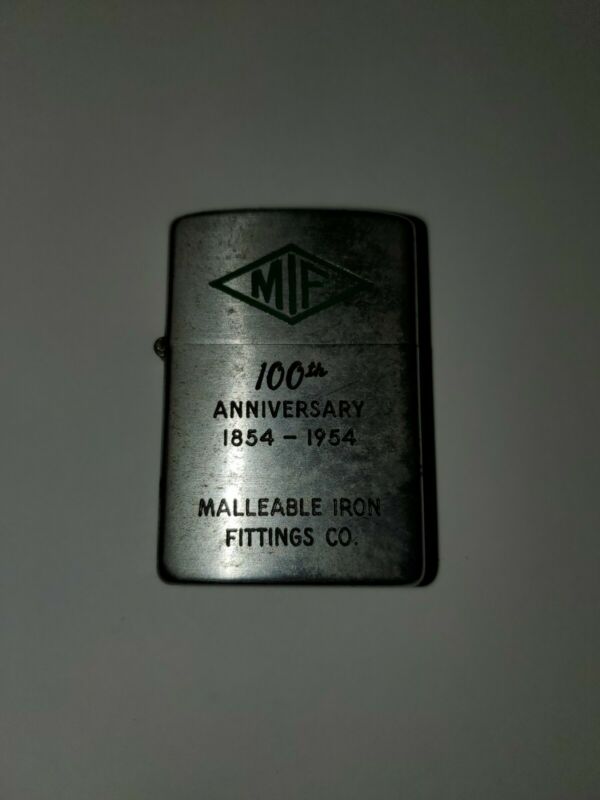 MIF
100th
ANNIVERSARY
1854 - 1954
MALLEABLE IRON
FITTINGS CO.